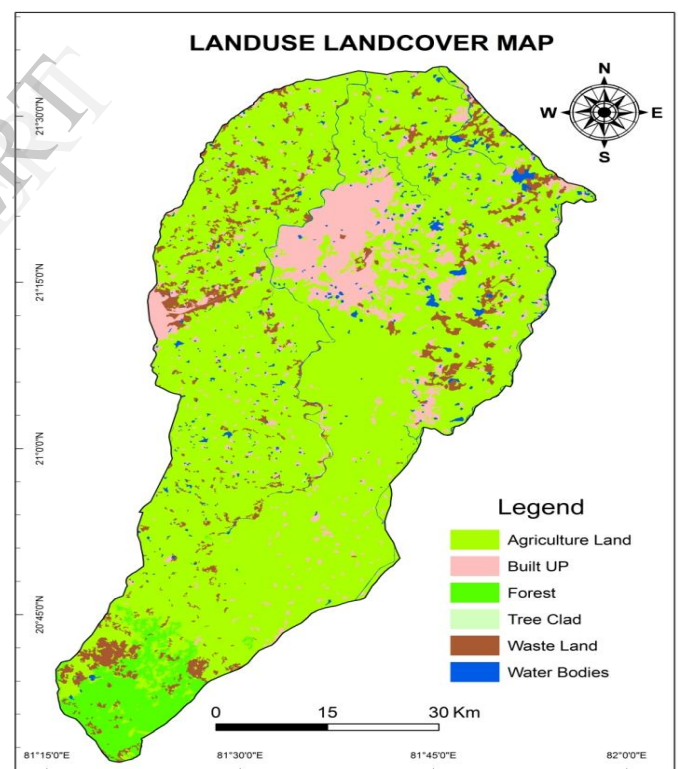 LANDUSE LANDCOVER MAP
N
W E
S
21°30'0"N
21°15'0"N
21°0'0"N
20°45'0"N
Legend
Agriculture Land
Built UP
Forest
Tree Clad
Waste Land
Water Bodies
0 15 30 Km
81°15'0"E 81°30'0"E 81°45'0"E 82°0'0"E